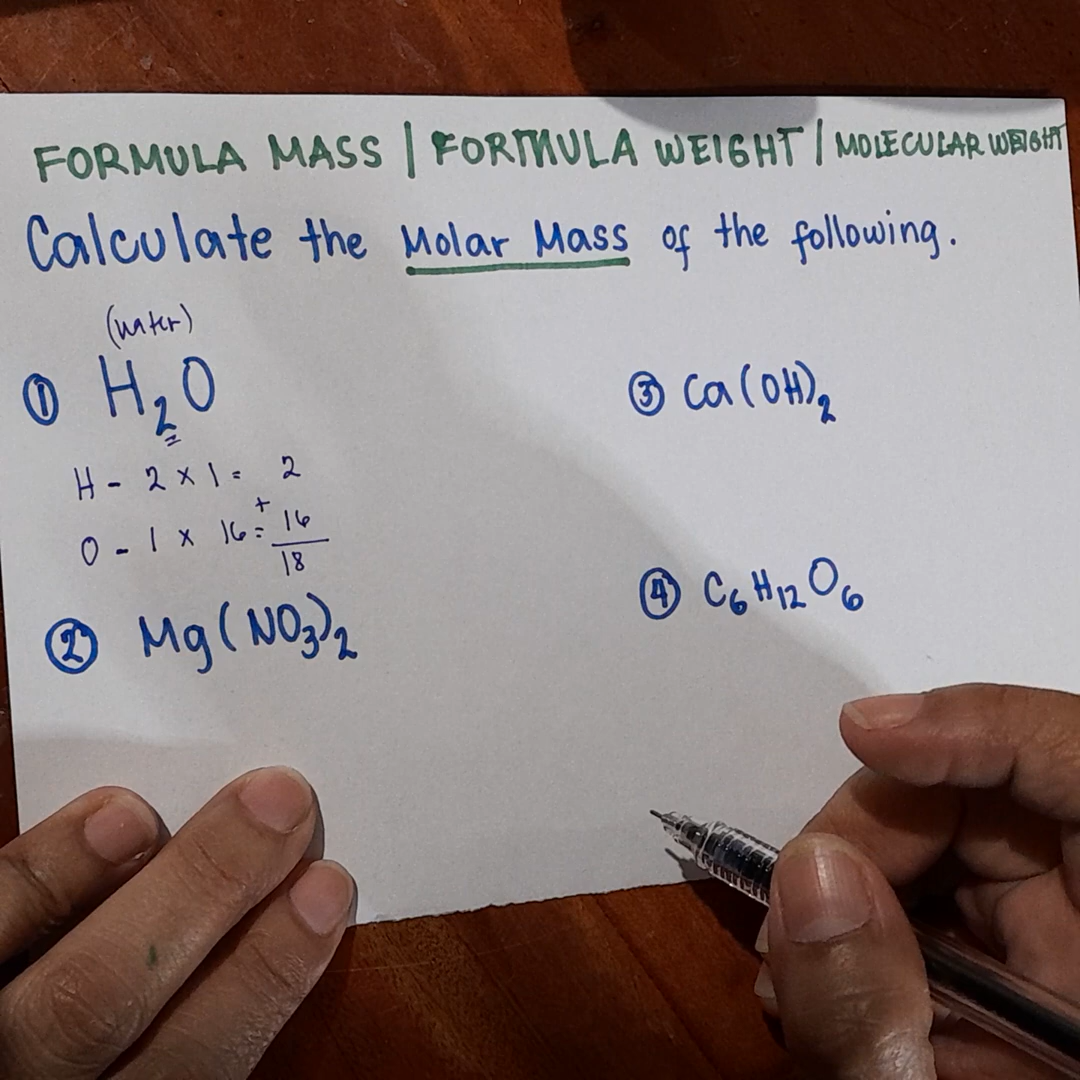 FORMULA MASS | FORMULA WEIGHT | MOLECULAR WEIGHT
Calculate the Molar Mass of the following.
(water)
① H₂O
H - 2 x 1 = 2
+
O - 1 x 16 = 16
18
② Mg(NO₃)₂
③ Ca(OH)₂
④ C₆H₁₂O₆